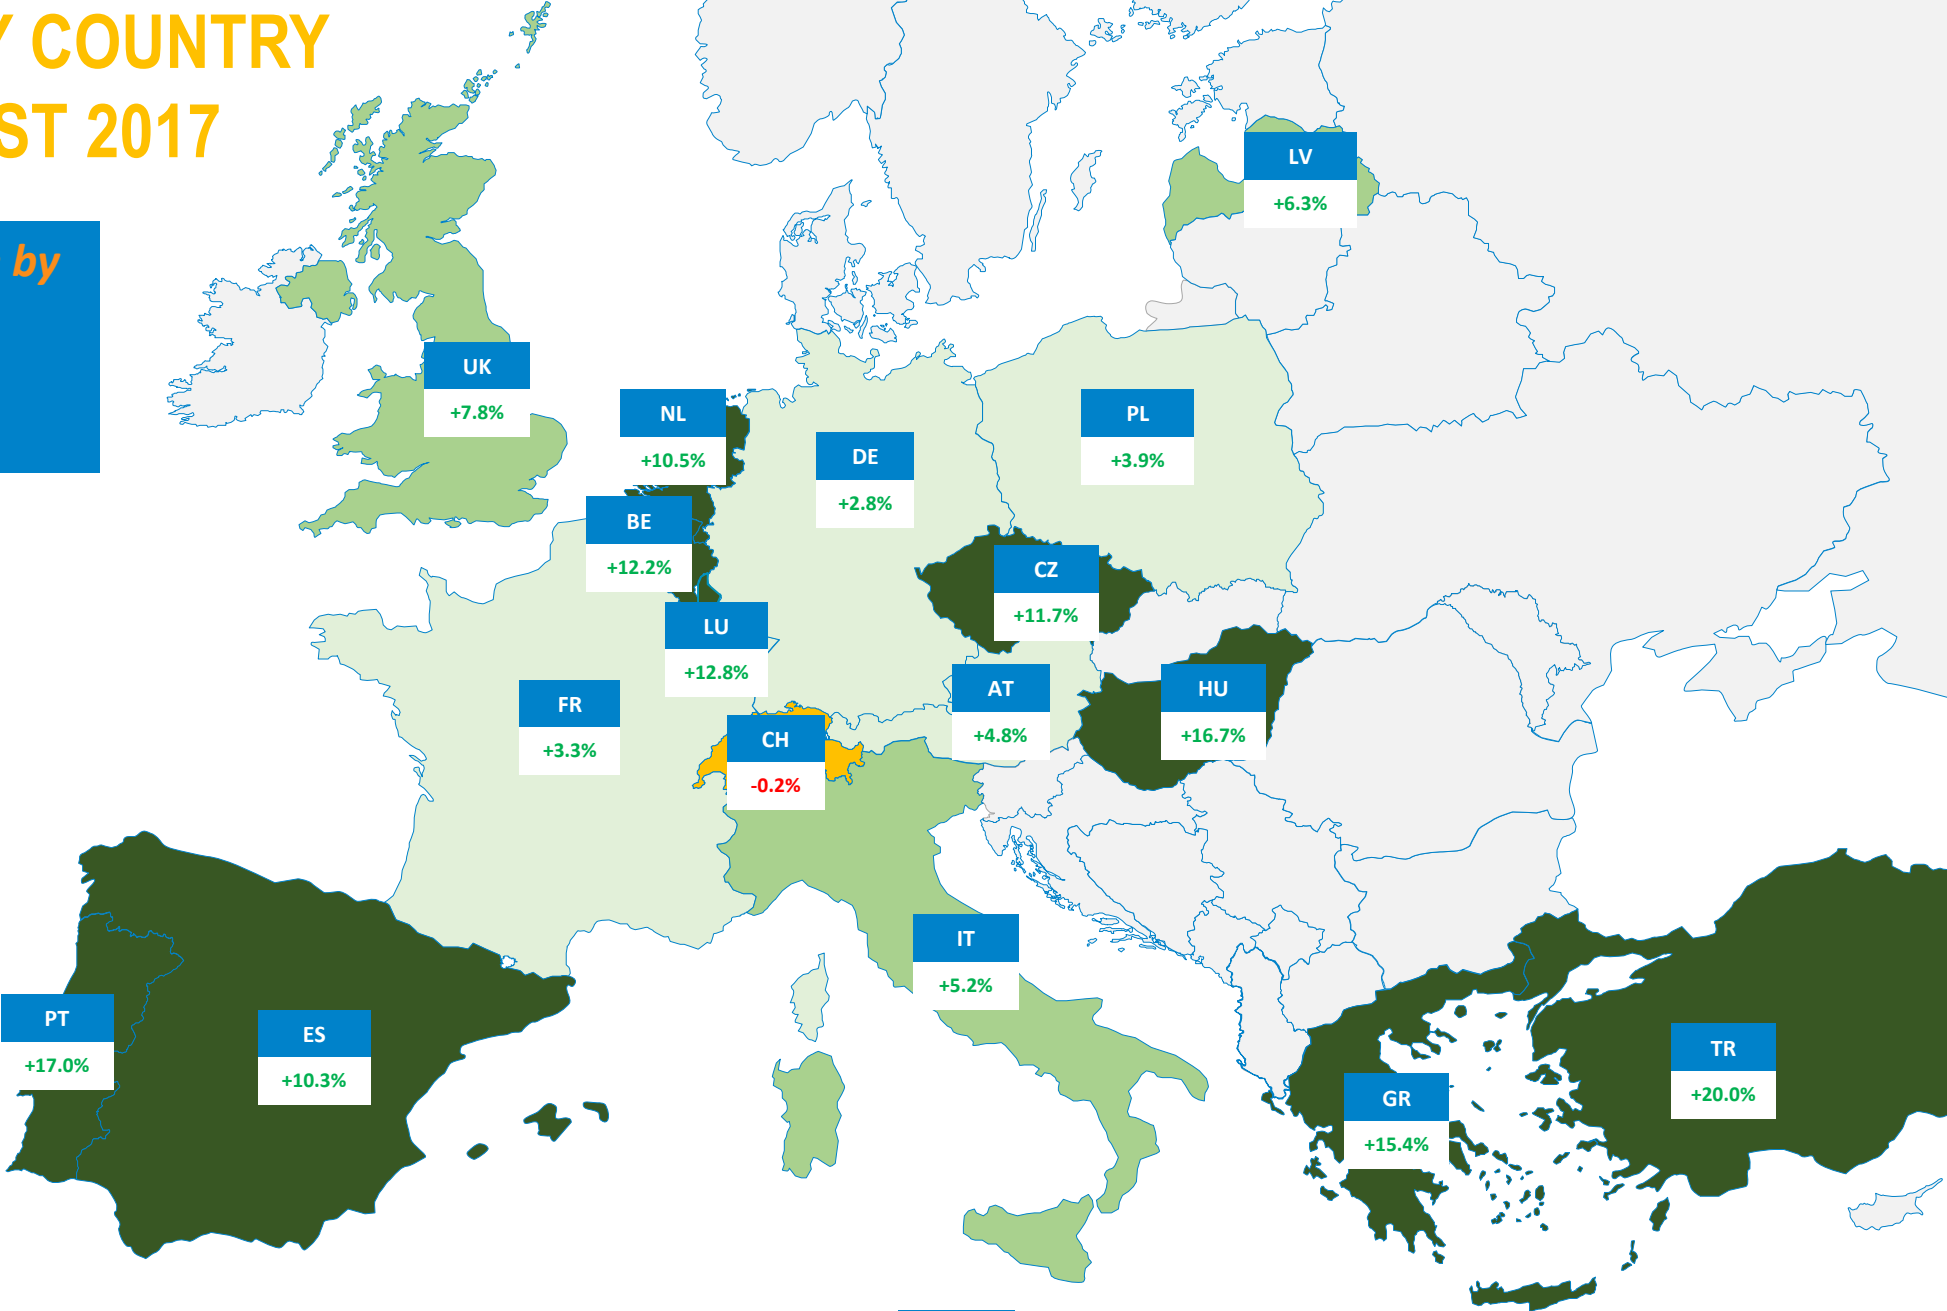 Y COUNTRY
ST 2017
by
LV
+6.3%
UK
+7.8%
NL
+10.5%
PL
+3.9%
DE
+2.8%
BE
+12.2%
CZ
+11.7%
LU
+12.8%
AT
+4.8%
HU
+16.7%
FR
+3.3%
CH
-0.2%
IT
+5.2%
PT
+17.0%
ES
+10.3%
TR
+20.0%
GR
+15.4%